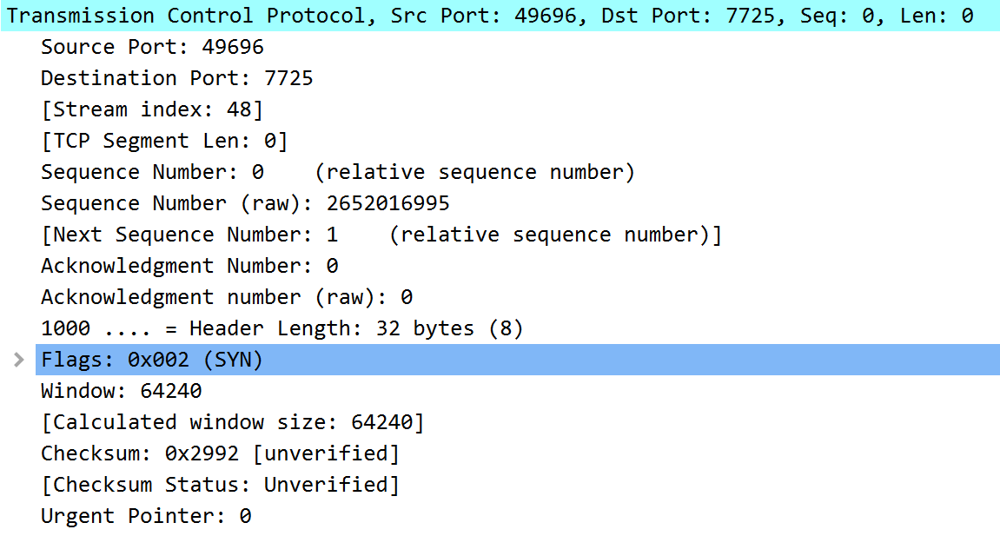 Transmission Control Protocol, Src Port: 49696, Dst Port: 7725, Seq: 0, Len: 0
Source Port: 49696
Destination Port: 7725
[Stream index: 48]
[TCP Segment Len: 0]
Sequence Number: 0    (relative sequence number)
Sequence Number (raw): 2652016995
[Next Sequence Number: 1    (relative sequence number)]
Acknowledgment Number: 0
Acknowledgment number (raw): 0
1000 .... = Header Length: 32 bytes (8)
Flags: 0x002 (SYN)
Window: 64240
[Calculated window size: 64240]
Checksum: 0x2992 [unverified]
[Checksum Status: Unverified]
Urgent Pointer: 0